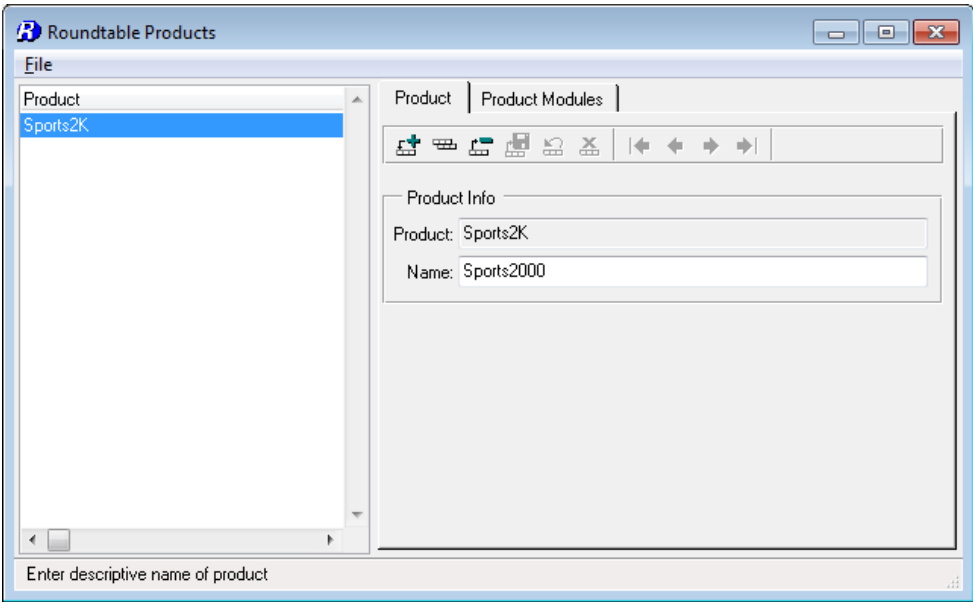 Roundtable Products
File
Product
Sports2K
Product Product Modules
Product Info
Product: Sports2K
Name: Sports2000
Enter descriptive name of product